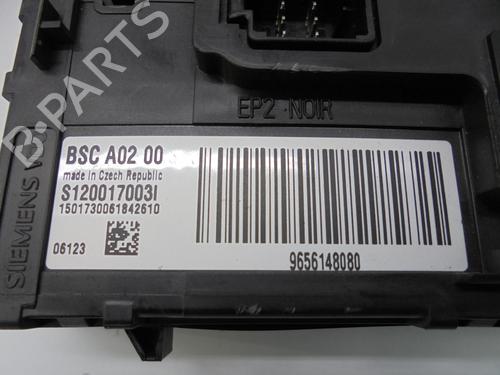 B-PARTS
EP2 NOIR
BSC A02 00
made in Czech Republic
S120017003I
1501730061842610
06123
9656148080
SIEMENS